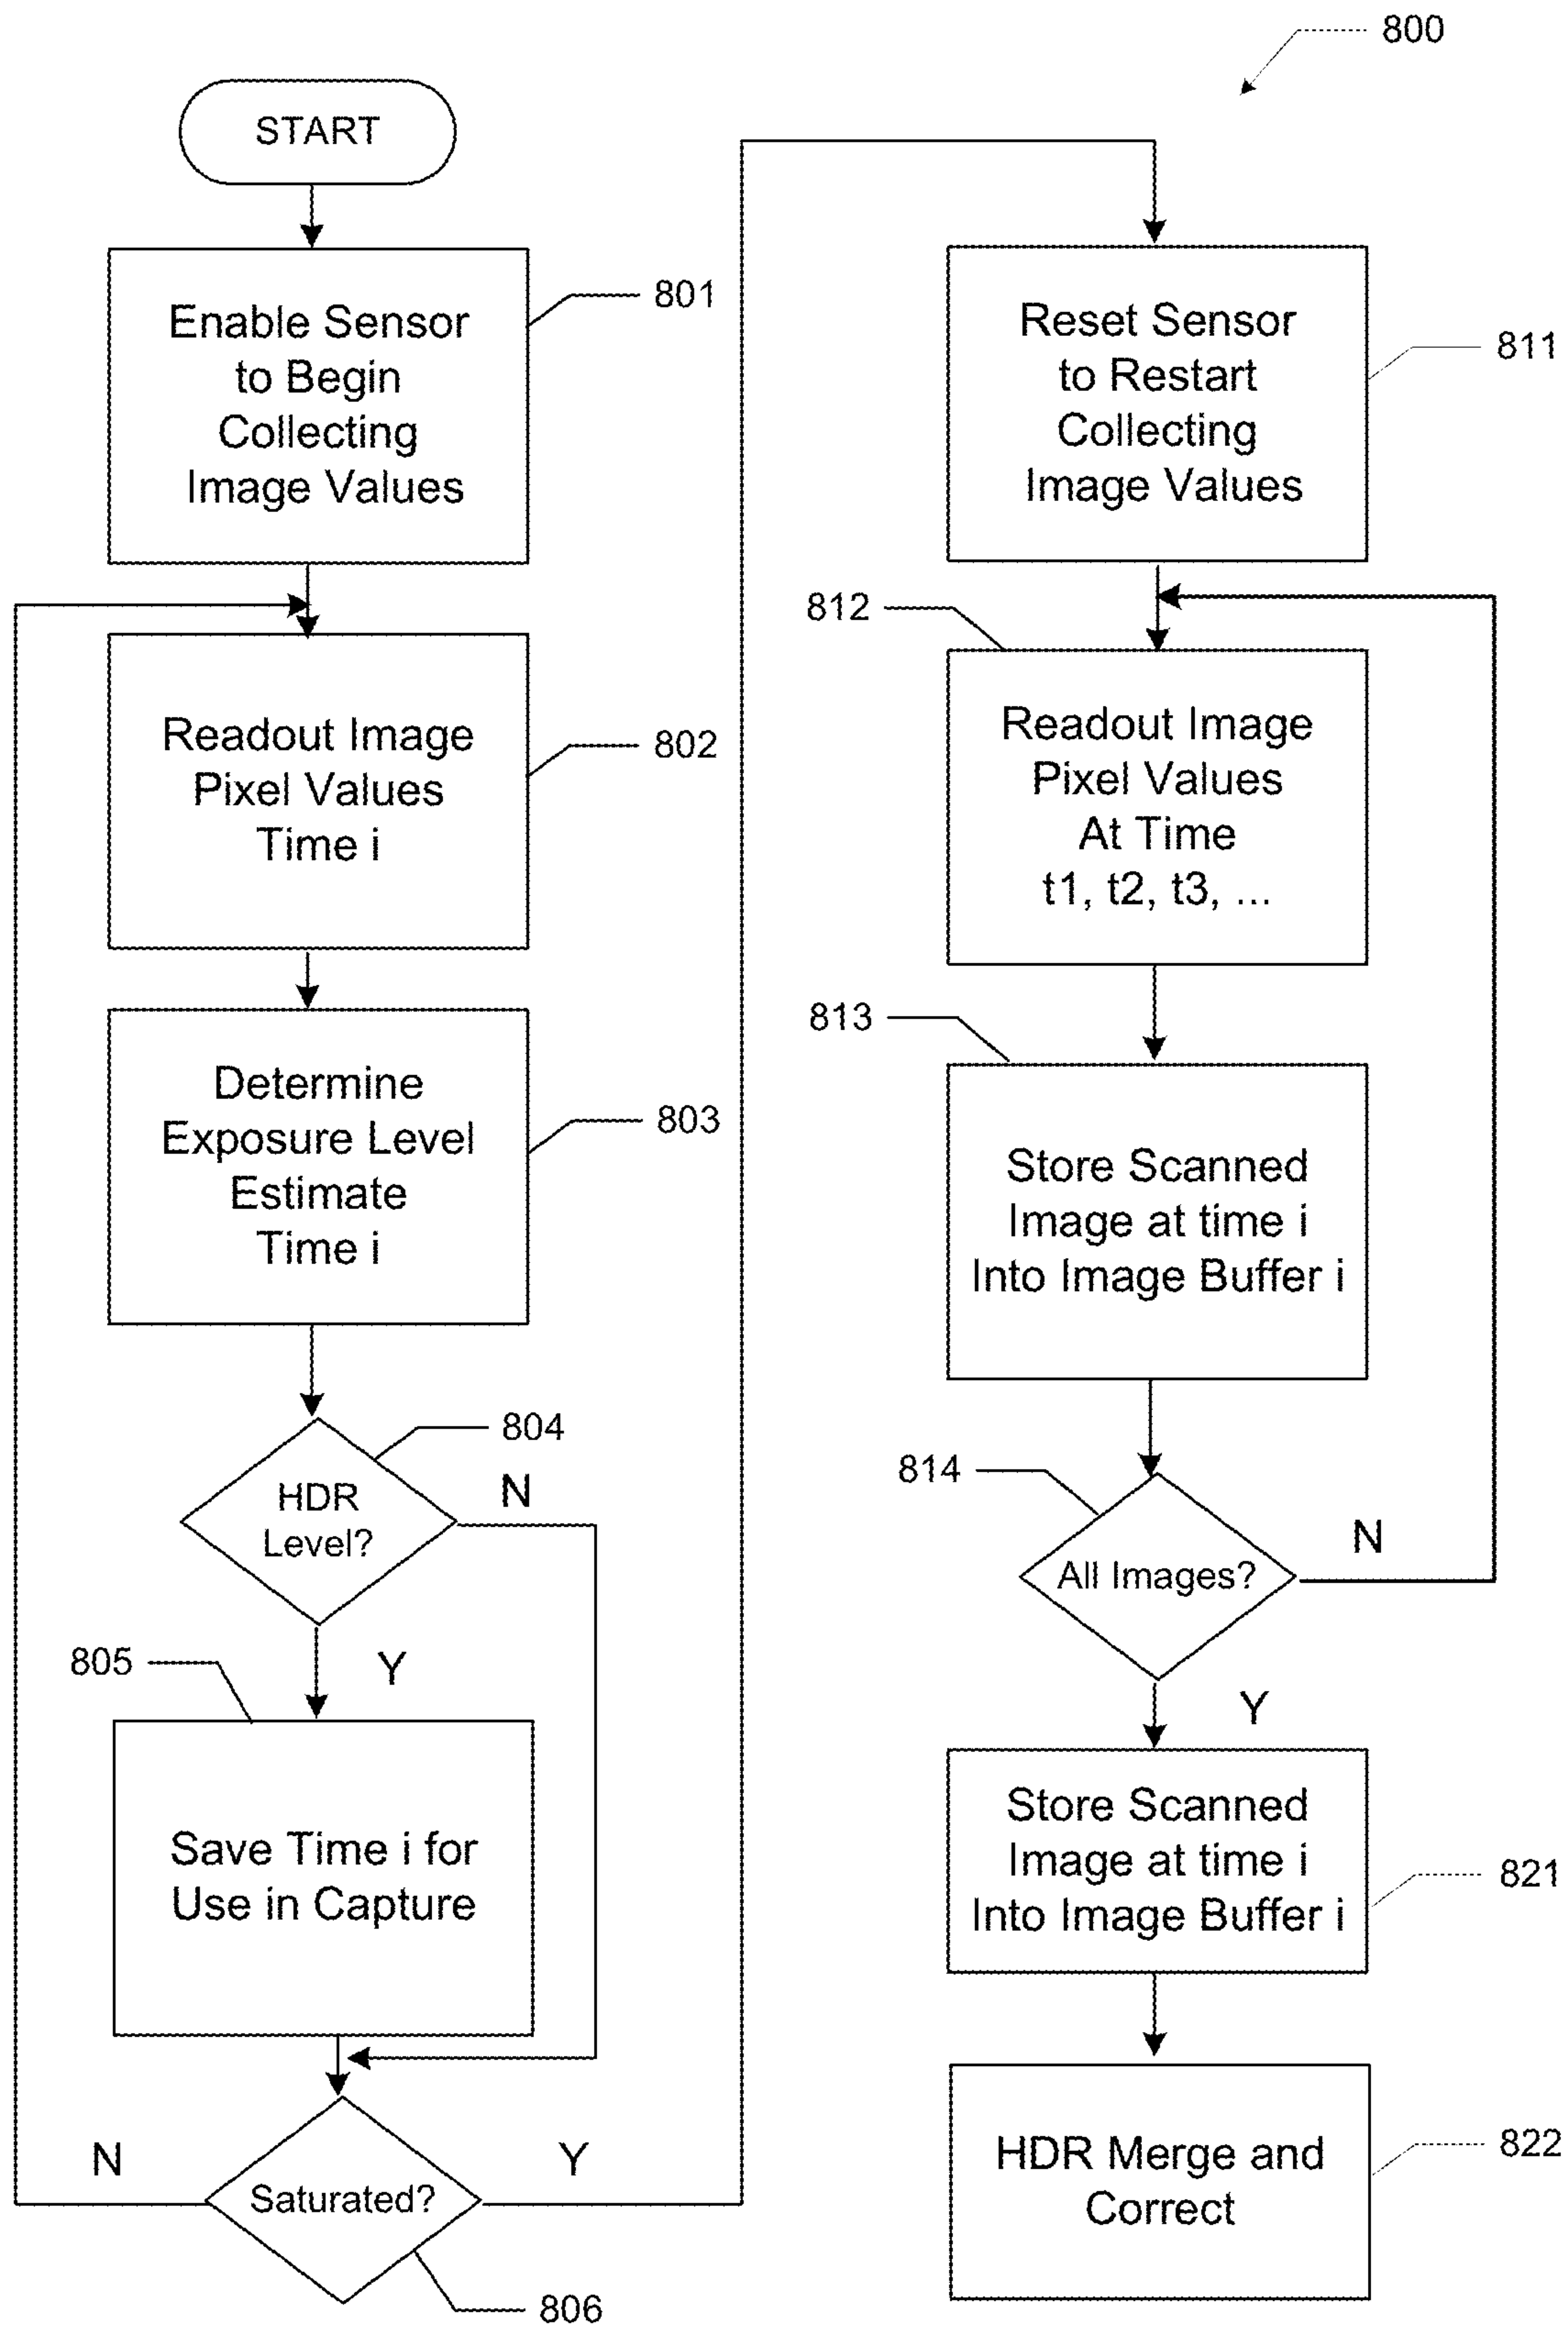 800
START
Enable Sensor
to Begin
Collecting
Image Values
801
Readout Image
Pixel Values
Time i
802
Determine
Exposure Level
Estimate
Time i
803
HDR
Level?
804
N
Y
805
Save Time i for
Use in Capture
Saturated?
N
Y
806
Reset Sensor
to Restart
Collecting
Image Values
811
812
Readout Image
Pixel Values
At Time
t1, t2, t3, ...
813
Store Scanned
Image at time i
Into Image Buffer i
814
All Images?
N
Y
Store Scanned
Image at time i
Into Image Buffer i
821
HDR Merge and
Correct
822